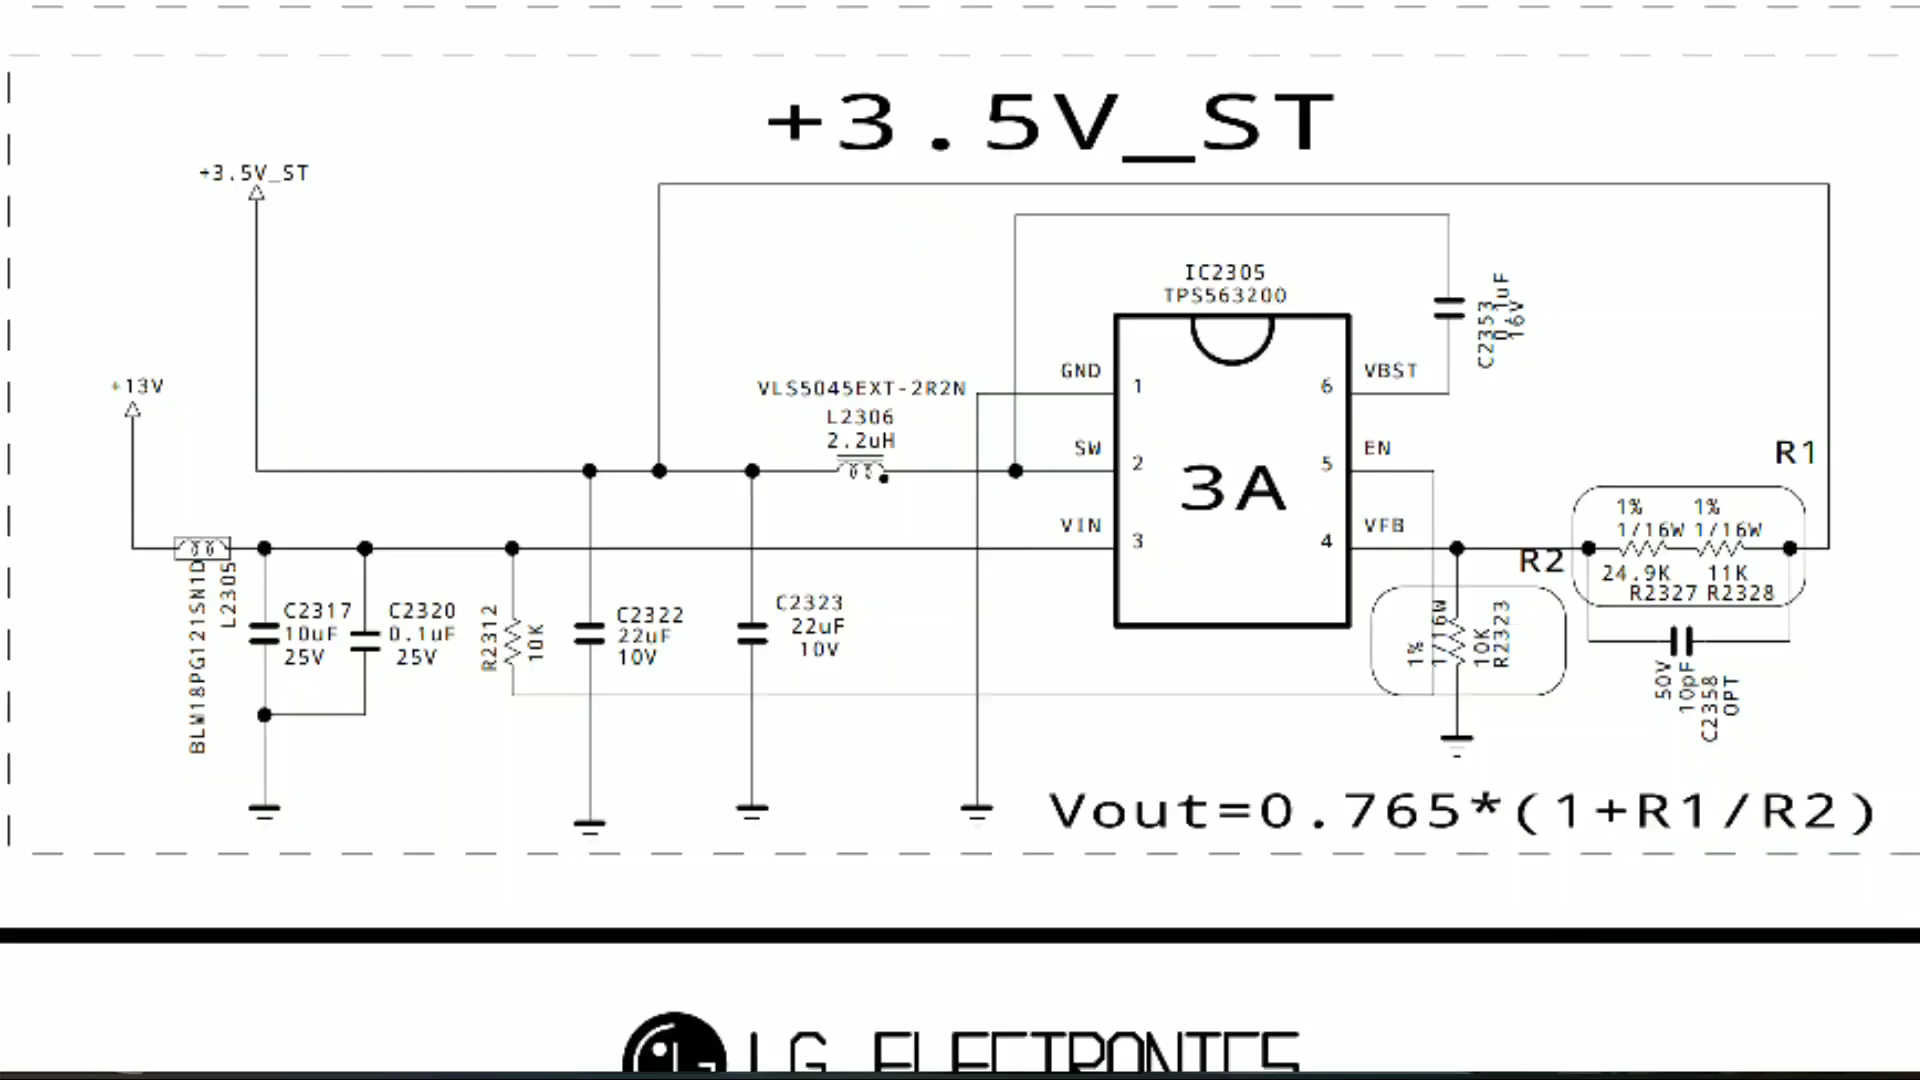 +3.5V_ST
+3.5V_ST
+13V
BLM18PG121SN1D
L2305
C2317
10uF
25V
C2320
0.1uF
25V
R2312
10K
C2322
22uF
10V
C2323
22uF
10V
VLS5045EXT-2R2N
L2306
2.2uH
IC2305
TPS563200
3A
GND
1
SW
2
VIN
3
6
VBST
5
EN
4
VFB
C2353
0.1uF
16V
R1
1%
1/16W
24.9K
R2327
1%
1/16W
11K
R2328
R2
1%
1/16W
10K
R2323
50V
10pF
C2358
OPT
Vout=0.765*(1+R1/R2)
LG ELECTRONICS